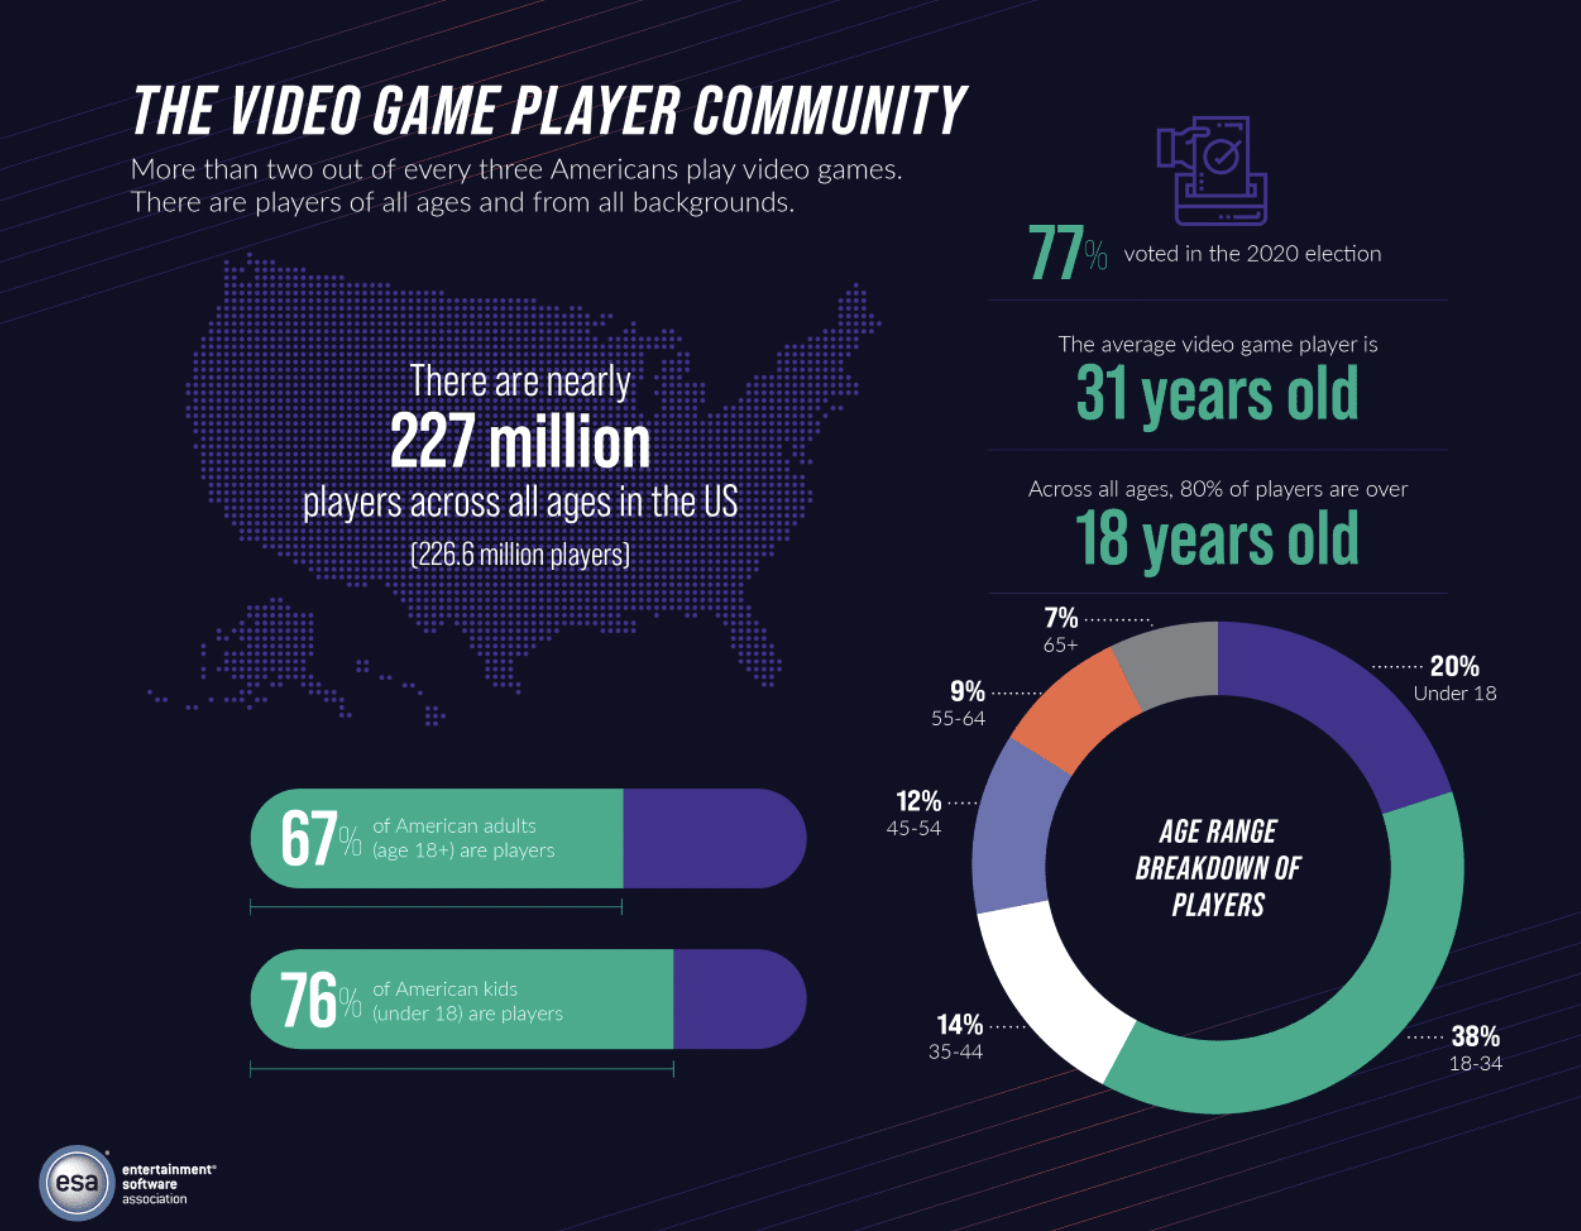 THE VIDEO GAME PLAYER COMMUNITY
More than two out of every three Americans play video games.
There are players of all ages and from all backgrounds.
There are nearly
227 million
players across all ages in the US
(226.6 million players)
67% of American adults
(age 18+) are players
76% of American kids
(under 18) are players
77% voted in the 2020 election
The average video game player is
31 years old
Across all ages, 80% of players are over
18 years old
7%
65+
20%
Under 18
9%
55-64
12%
45-54
AGE RANGE
BREAKDOWN OF
PLAYERS
14%
35-44
38%
18-34
esa
entertainment®
software
association